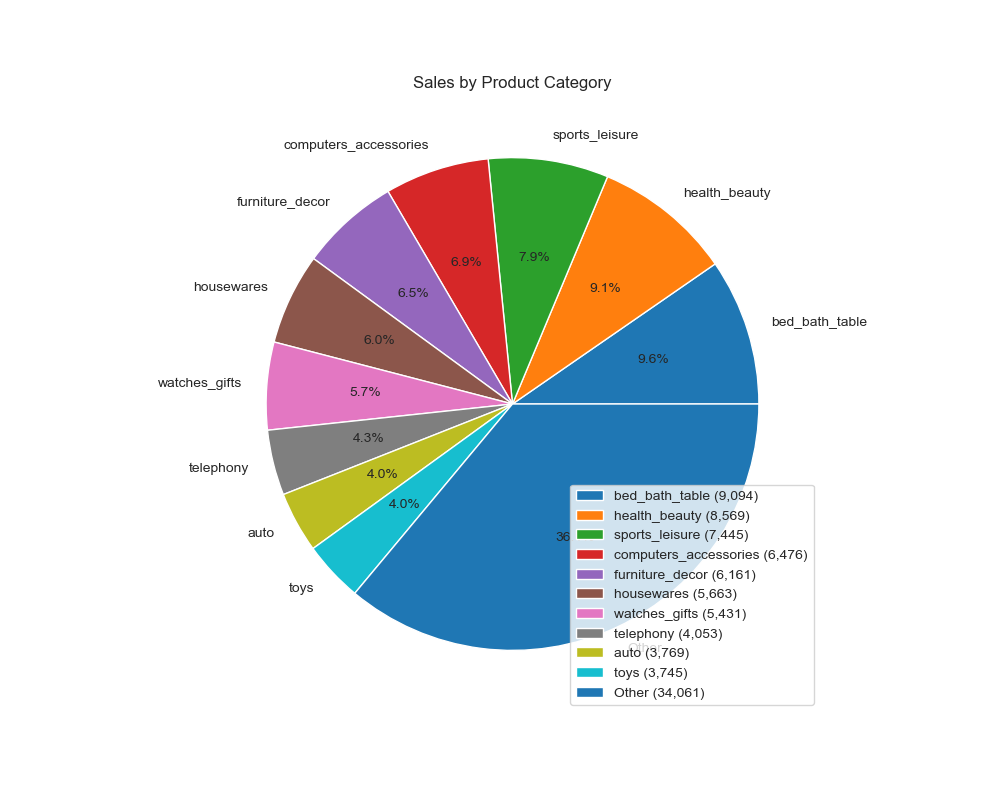 Sales by Product Category
sports_leisure
computers_accessories
health_beauty
furniture_decor
housewares
bed_bath_table
watches_gifts
telephony
auto
toys
7.9%
6.9%
9.1%
6.5%
6.0%
9.6%
5.7%
4.3%
4.0%
4.0%
36
bed_bath_table (9,094)
health_beauty (8,569)
sports_leisure (7,445)
computers_accessories (6,476)
furniture_decor (6,161)
housewares (5,663)
watches_gifts (5,431)
telephony (4,053)
auto (3,769)
toys (3,745)
Other (34,061)
Other